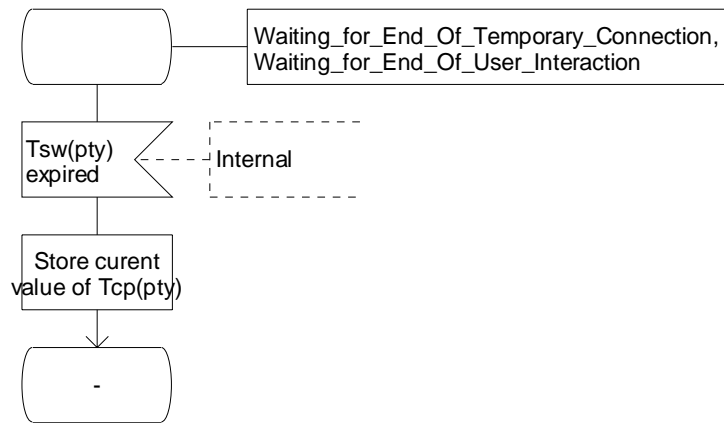 Waiting_for_End_Of_Temporary_Connection,
Waiting_for_End_Of_User_Interaction
Tsw(pty)
expired
Internal
Store curent
value of Tcp(pty)
-